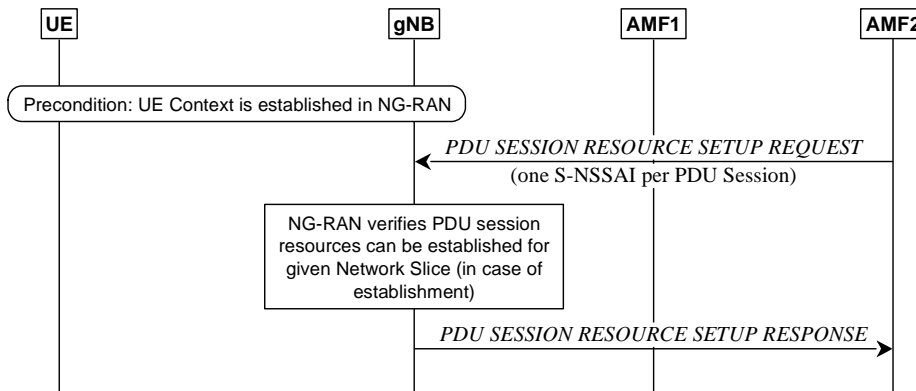 UE
gNB
AMF1
AMF2
Precondition: UE Context is established in NG-RAN
PDU SESSION RESOURCE SETUP REQUEST
(one S-NSSAI per PDU Session)
NG-RAN verifies PDU session
resources can be established for
given Network Slice (in case of
establishment)
PDU SESSION RESOURCE SETUP RESPONSE